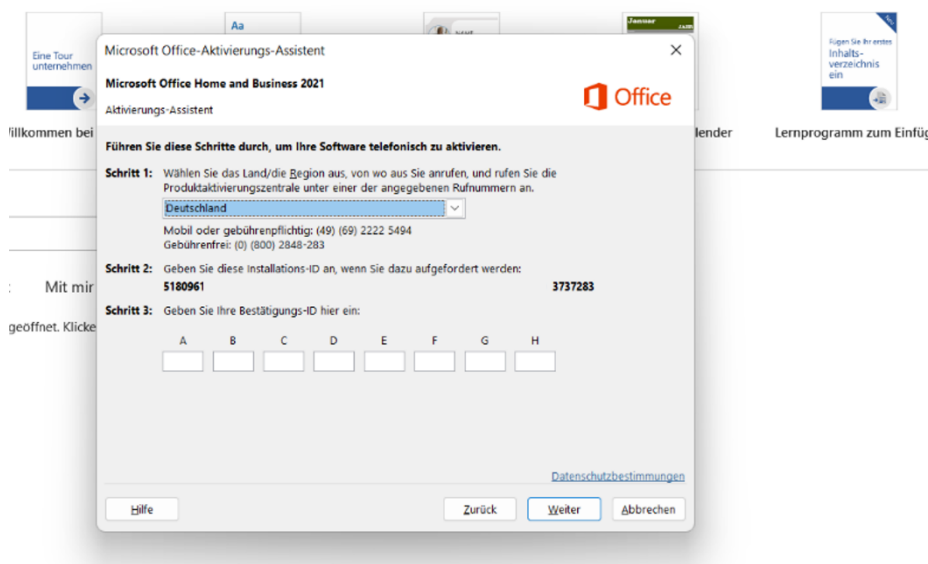 Aa
Januar
Eine Tour
unternehmen
Neu
Fügen Sie Ihr erstes
Inhalts-
verzeichnis
ein
Willkommen bei
lender
Lernprogramm zum Einfüg
Mit mir
geöffnet. Klicke
Microsoft Office-Aktivierungs-Assistent
Microsoft Office Home and Business 2021
Aktivierungs-Assistent
Office
Führen Sie diese Schritte durch, um Ihre Software telefonisch zu aktivieren.
Schritt 1: Wählen Sie das Land/die Region aus, von wo aus Sie anrufen, und rufen Sie die
Produktaktivierungszentrale unter einer der angegebenen Rufnummern an.
Deutschland
Mobil oder gebührenpflichtig: (49) (69) 2222 5494
Gebührenfrei: (0) (800) 2848-283
Schritt 2: Geben Sie diese Installations-ID an, wenn Sie dazu aufgefordert werden:
5180961 3737283
Schritt 3: Geben Sie Ihre Bestätigungs-ID hier ein:
A B C D E F G H
Datenschutzbestimmungen
Hilfe Zurück Weiter Abbrechen